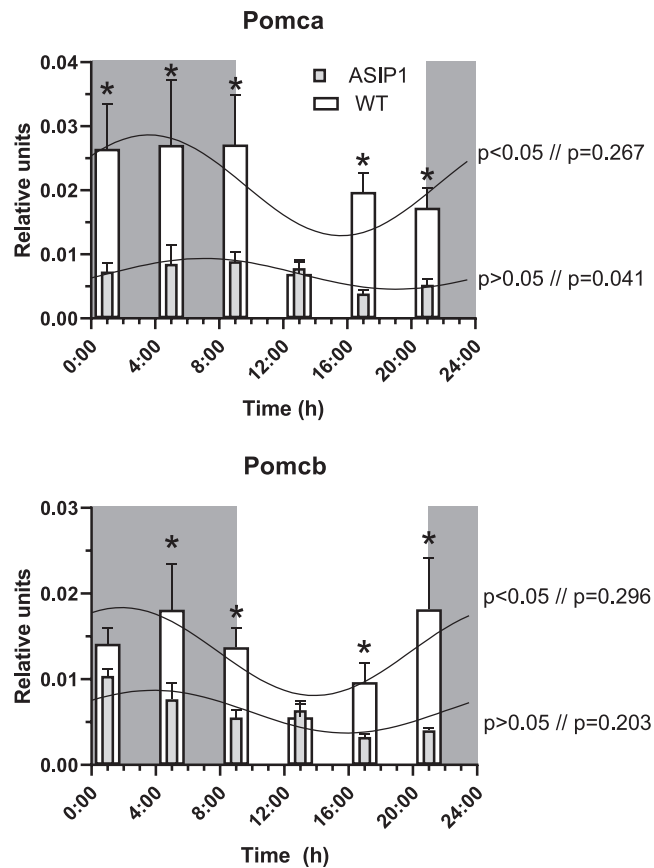 Pomca
ASIP1
WT
0.04
0.03
0.02
0.01
0.00
Relative units
* * * * *
p<0.05 // p=0.267
p>0.05 // p=0.041
0:00 4:00 8:00 12:00 16:00 20:00 24:00
Time (h)
Pomcb
0.03
0.02
0.01
0.00
Relative units
* * * *
p<0.05 // p=0.296
p>0.05 // p=0.203
0:00 4:00 8:00 12:00 16:00 20:00 24:00
Time (h)